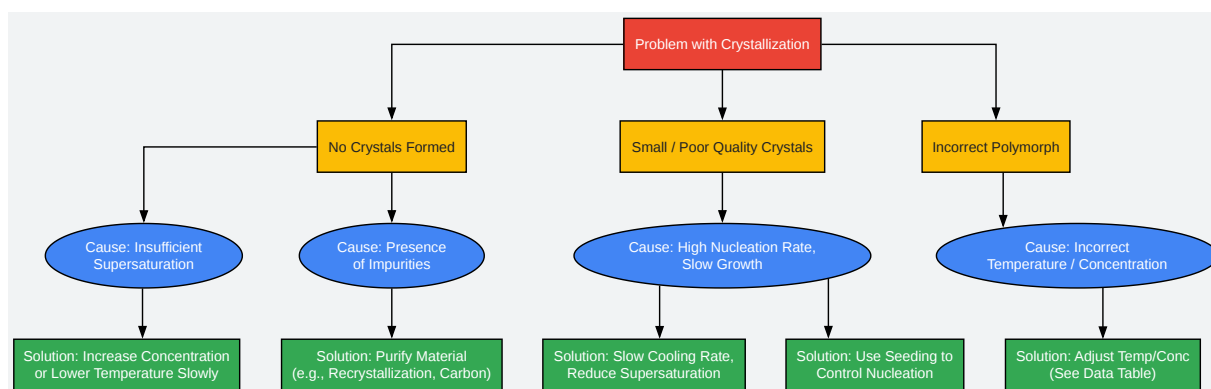 Problem with Crystallization
No Crystals Formed
Small / Poor Quality Crystals
Incorrect Polymorph
Cause: Insufficient
Supersaturation
Cause: Presence
of Impurities
Cause: High Nucleation Rate,
Slow Growth
Cause: Incorrect
Temperature / Concentration
Solution: Increase Concentration
or Lower Temperature Slowly
Solution: Purify Material
(e.g., Recrystallization, Carbon)
Solution: Slow Cooling Rate,
Reduce Supersaturation
Solution: Use Seeding to
Control Nucleation
Solution: Adjust Temp/Conc
(See Data Table)